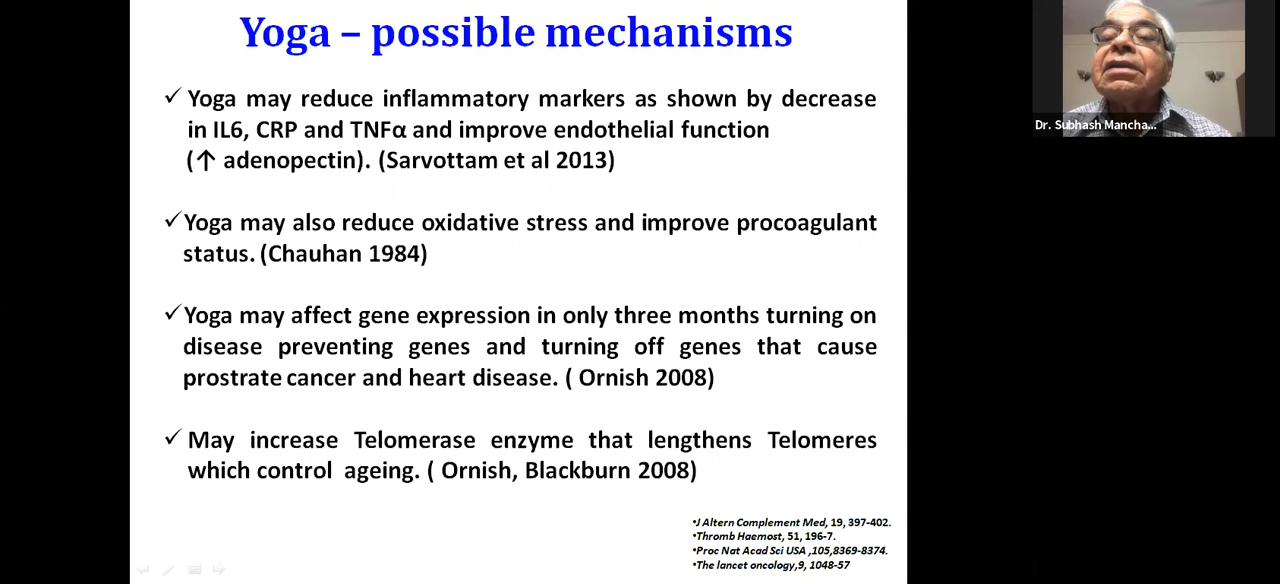 Yoga – possible mechanisms
✓ Yoga may reduce inflammatory markers as shown by decrease
in IL6, CRP and TNFα and improve endothelial function
(↑ adenopectin). (Sarvottam et al 2013)
✓ Yoga may also reduce oxidative stress and improve procoagulant
status. (Chauhan 1984)
✓ Yoga may affect gene expression in only three months turning on
disease preventing genes and turning off genes that cause
prostrate cancer and heart disease. ( Ornish 2008)
✓ May increase Telomerase enzyme that lengthens Telomeres
which control ageing. ( Ornish, Blackburn 2008)
•J Altern Complement Med, 19, 397-402.
•Thromb Haemost, 51, 196-7.
•Proc Nat Acad Sci USA ,105,8369-8374.
•The lancet oncology,9, 1048-57
Dr. Subhash Mancha...